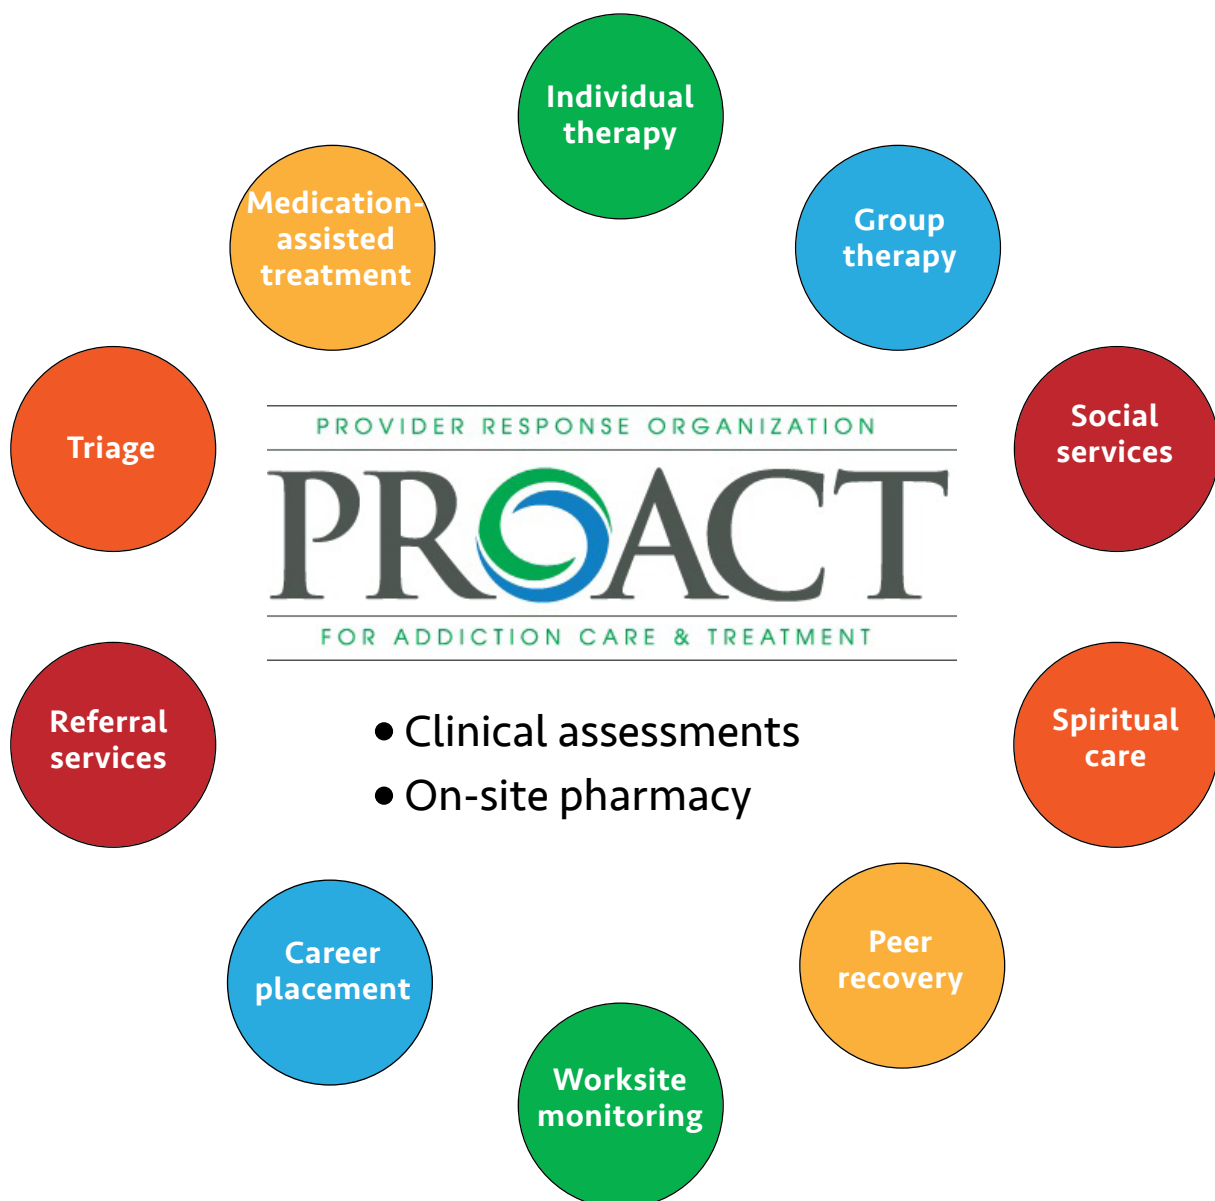 Individual
therapy
Medication-
assisted
treatment
Group
therapy
Triage
Social
services
PROVIDER RESPONSE ORGANIZATION
PROACT
FOR ADDICTION CARE & TREATMENT
Referral
services
• Clinical assessments
• On-site pharmacy
Spiritual
care
Career
placement
Peer
recovery
Worksite
monitoring